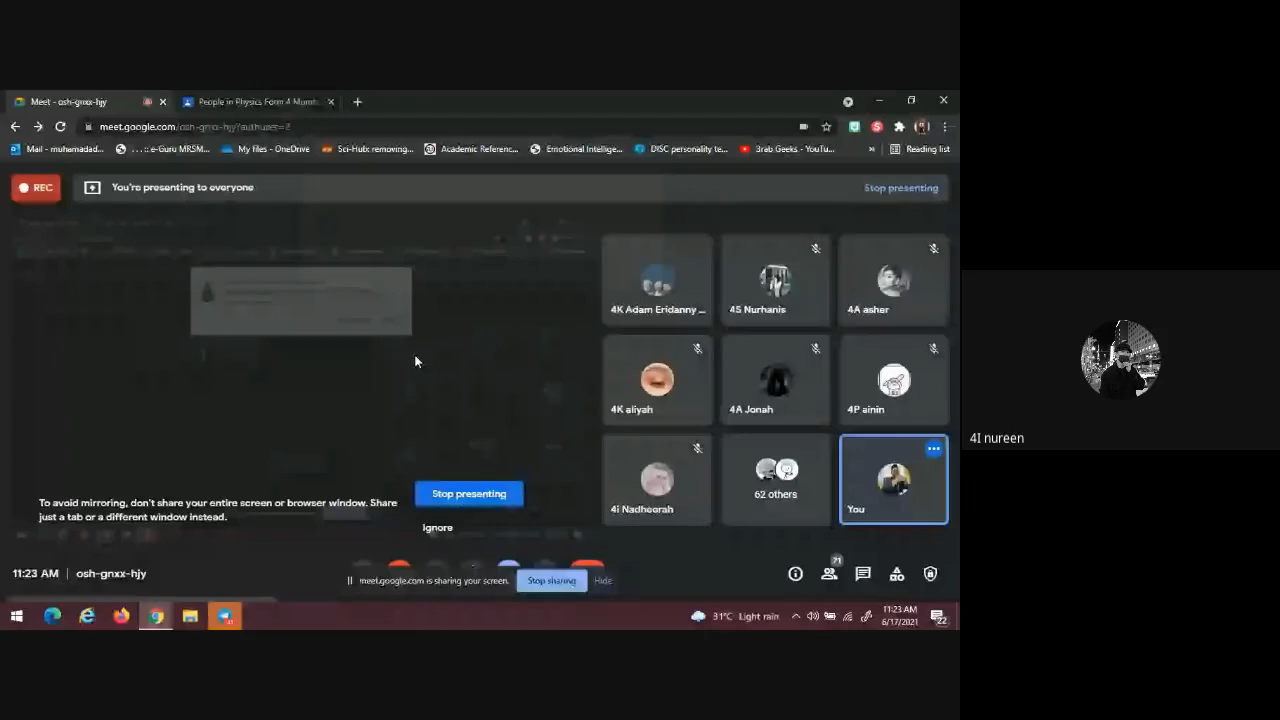 Meet - osh-gnxx-hjy
People in Physics Form 4 Mumt
meet.google.com/osh-gnxx-hjy?authuser=2
Mail - muhamadad...
.... :: e-Guru MRSM...
My files - OneDrive
Sci-Hub: removing...
Academic Referenc...
Emotional Intellige...
DISC personality te...
3rab Geeks - YouTu...
Reading list
REC
You're presenting to everyone
Stop presenting
4K Adam Eridanny ...
4S Nurhanis
4A asher
4K aliyah
4A Jonah
4P ainin
4i Nadheerah
62 others
You
To avoid mirroring, don't share your entire screen or browser window. Share
just a tab or a different window instead.
Stop presenting
Ignore
11:23 AM | osh-gnxx-hjy
meet.google.com is sharing your screen.
Stop sharing
Hide
71
31°C Light rain
11:23 AM
6/17/2021
22
4I nureen